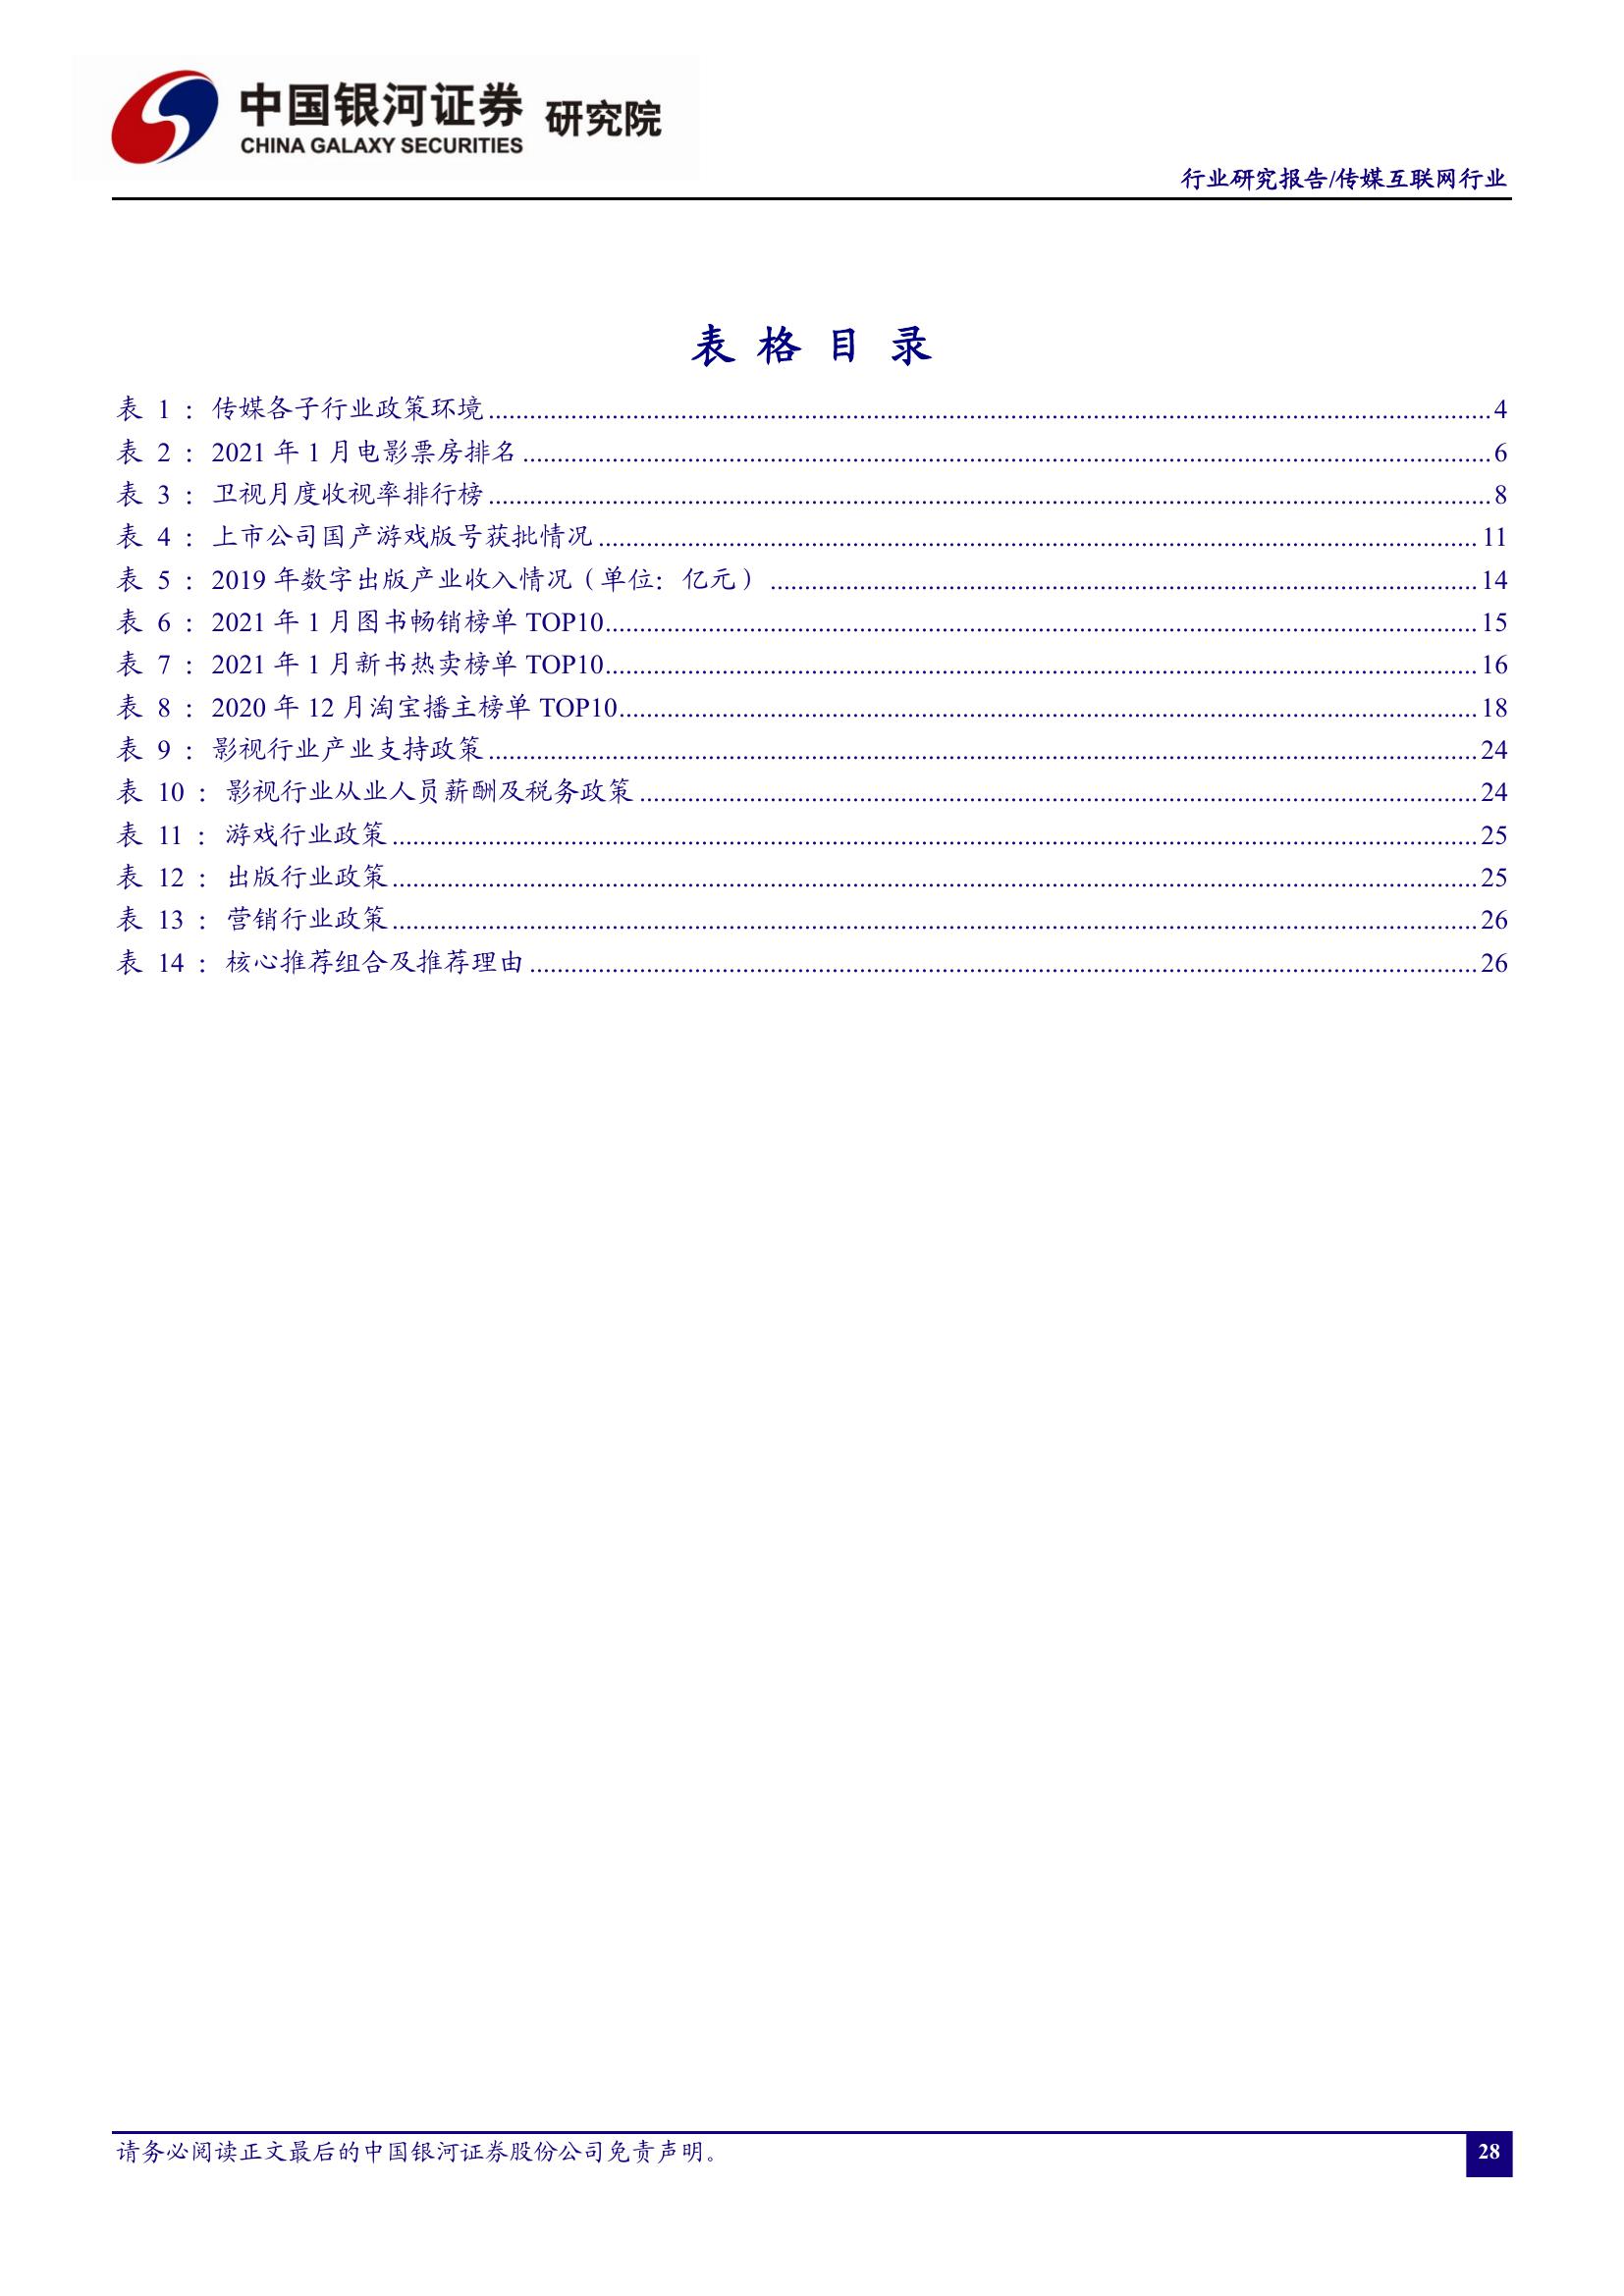 中国银河证券 研究院
CHINA GALAXY SECURITIES
行业研究报告/传媒互联网行业
表 格 目 录
表 1 ： 传媒各子行业政策环境..........4
表 2 ： 2021 年 1 月电影票房排名..........6
表 3 ： 卫视月度收视率排行榜..........8
表 4 ： 上市公司国产游戏版号获批情况..........11
表 5 ： 2019 年数字出版产业收入情况（单位：亿元）..........14
表 6 ： 2021 年 1 月图书畅销榜单 TOP10..........15
表 7 ： 2021 年 1 月新书热卖榜单 TOP10..........16
表 8 ： 2020 年 12 月淘宝播主榜单 TOP10..........18
表 9 ： 影视行业产业支持政策..........24
表 10 ： 影视行业从业人员薪酬及税务政策..........24
表 11 ： 游戏行业政策..........25
表 12 ： 出版行业政策..........25
表 13 ： 营销行业政策..........26
表 14 ： 核心推荐组合及推荐理由..........26
请务必阅读正文最后的中国银河证券股份公司免责声明。
28